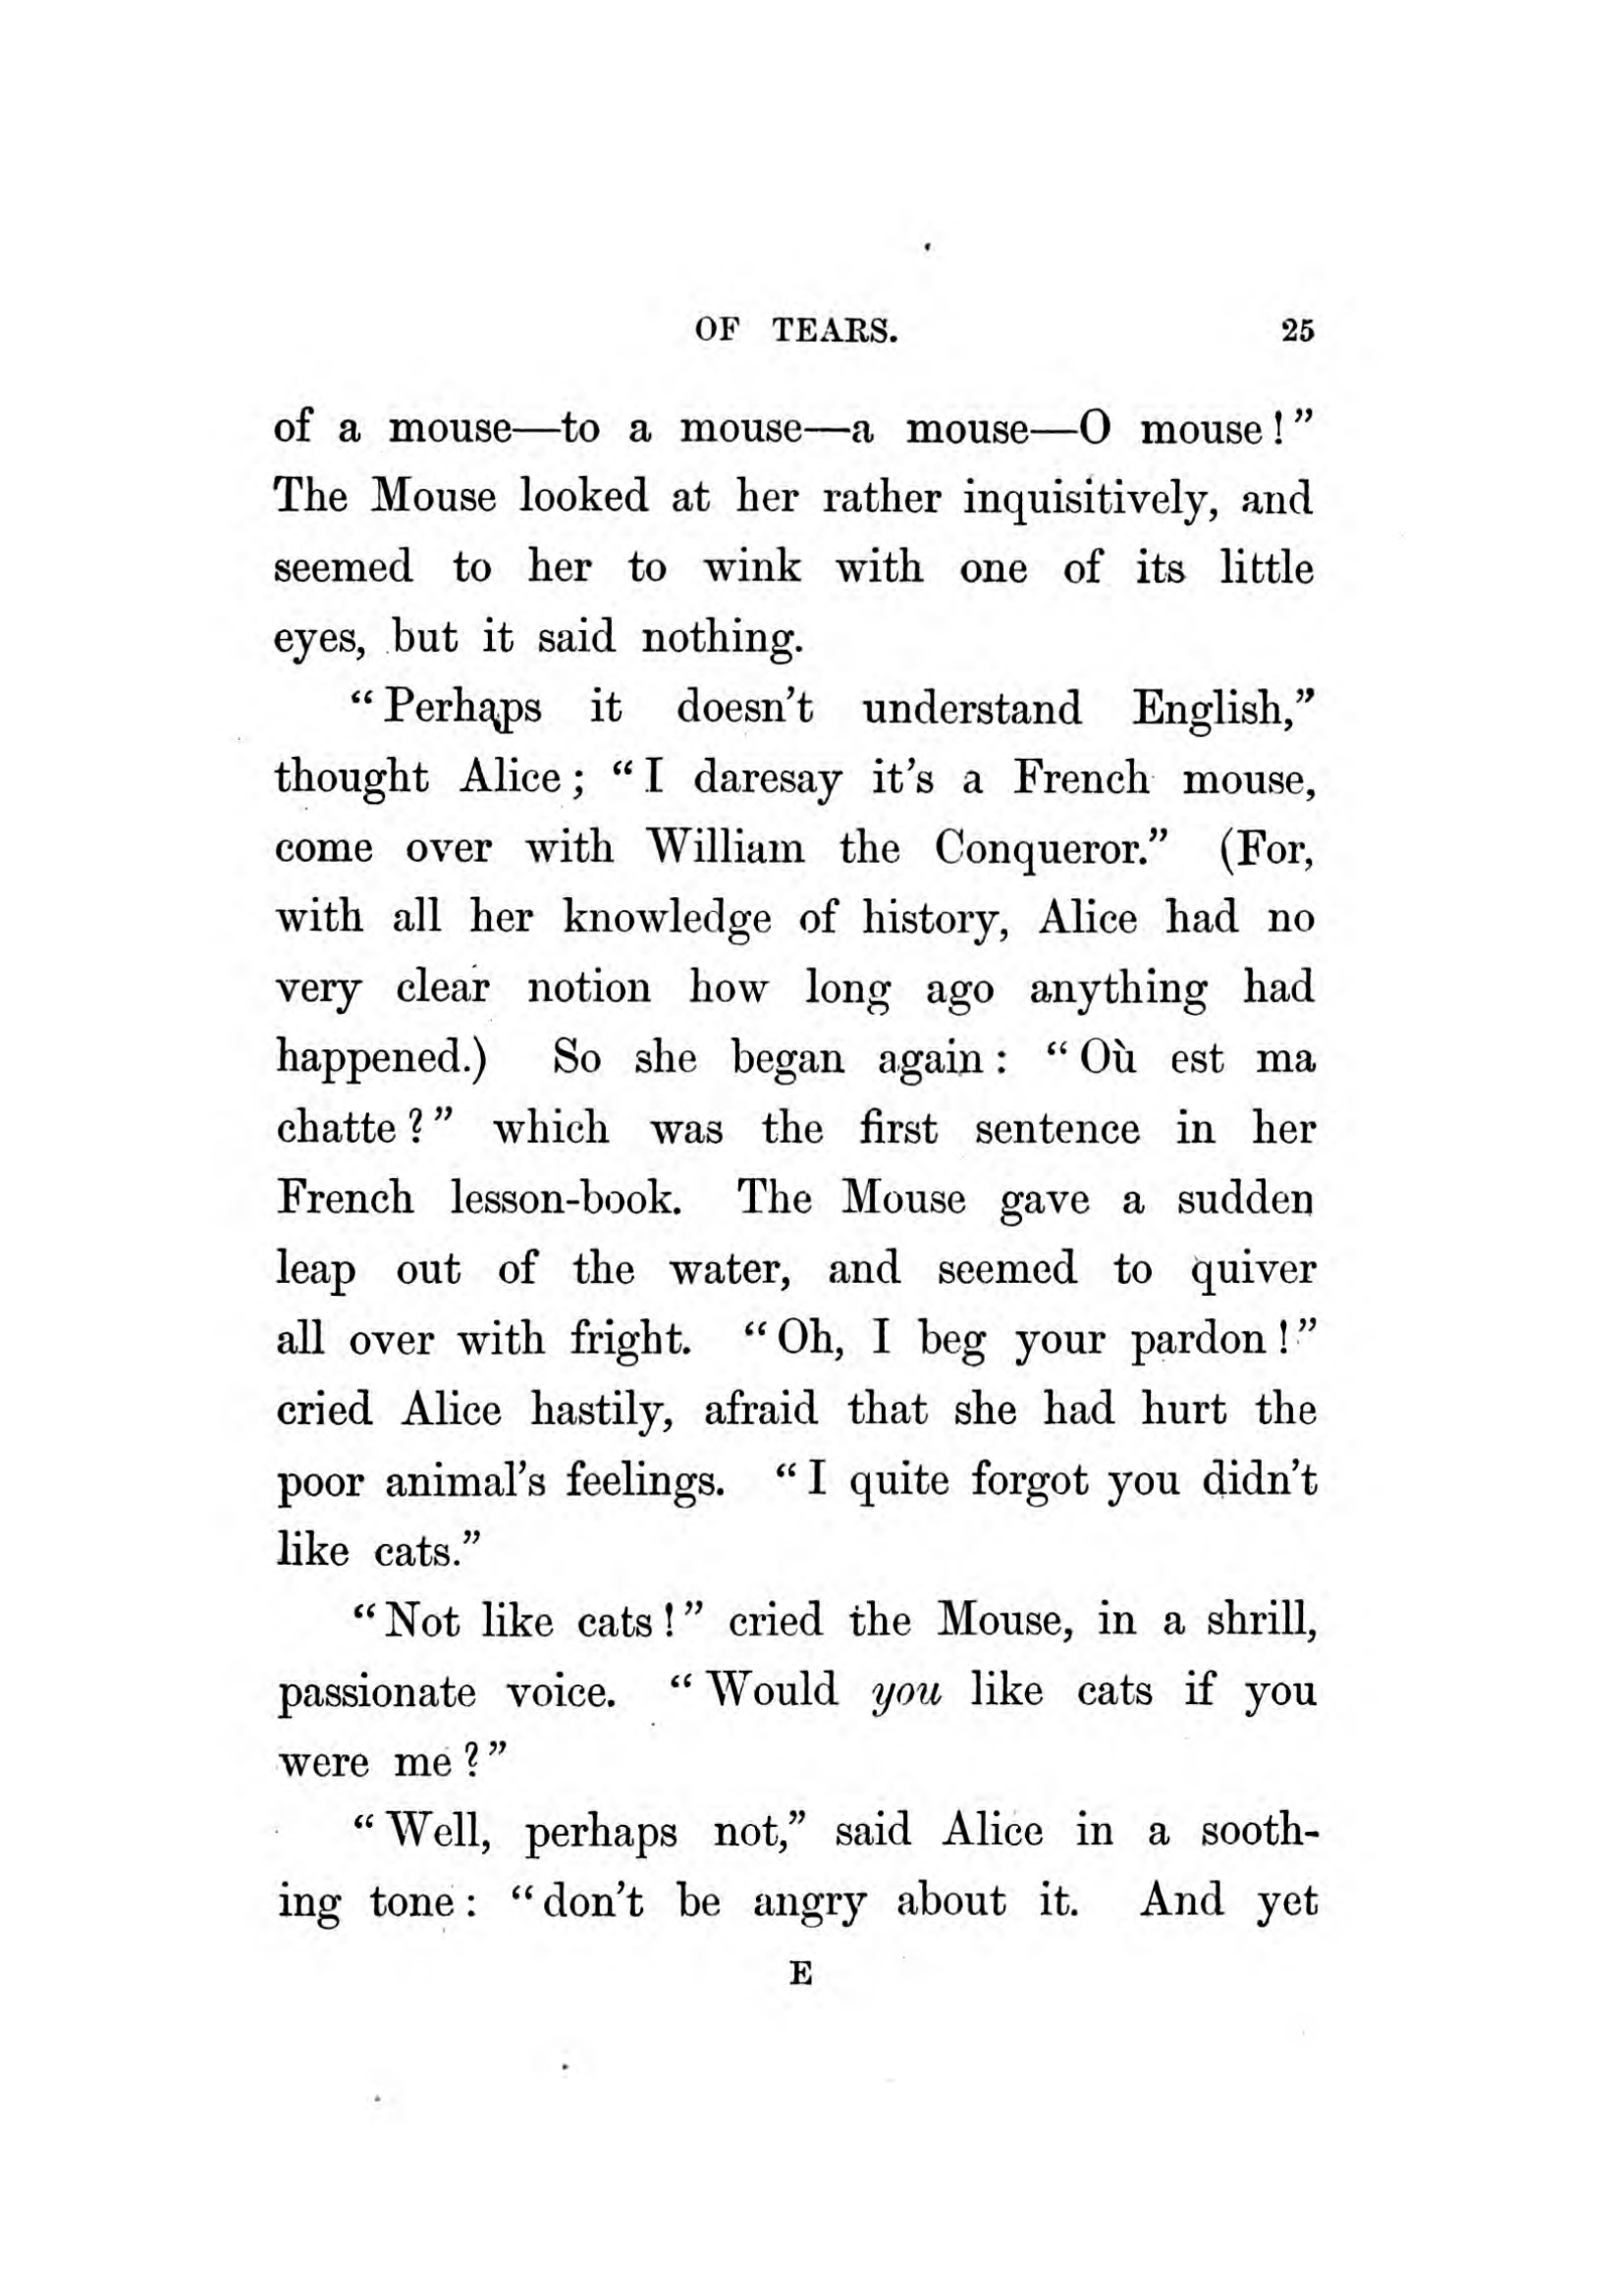 OF TEARS. 25
of a mouse—to a mouse—a mouse—O mouse!”
The Mouse looked at her rather inquisitively, and
seemed to her to wink with one of its little
eyes, but it said nothing.
“Perhaps it doesn’t understand English,”
thought Alice; “I daresay it’s a French mouse,
come over with William the Conqueror.” (For,
with all her knowledge of history, Alice had no
very clear notion how long ago anything had
happened.) So she began again: “Où est ma
chatte?” which was the first sentence in her
French lesson-book. The Mouse gave a sudden
leap out of the water, and seemed to quiver
all over with fright. “Oh, I beg your pardon!”
cried Alice hastily, afraid that she had hurt the
poor animal’s feelings. “I quite forgot you didn’t
like cats.”
“Not like cats!” cried the Mouse, in a shrill,
passionate voice. “Would you like cats if you
were me?”
“Well, perhaps not,” said Alice in a sooth-
ing tone: “don’t be angry about it. And yet
E